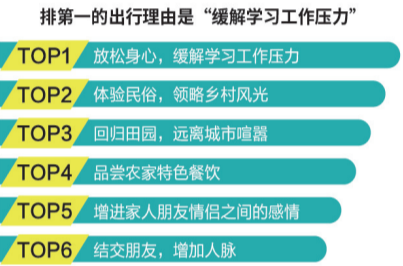 排第一的出行理由是“缓解学习工作压力”
TOP1 放松身心，缓解学习工作压力
TOP2 体验民俗，领略乡村风光
TOP3 回归田园，远离城市喧嚣
TOP4 品尝农家特色餐饮
TOP5 增进家人朋友情侣之间的感情
TOP6 结交朋友，增加人脉